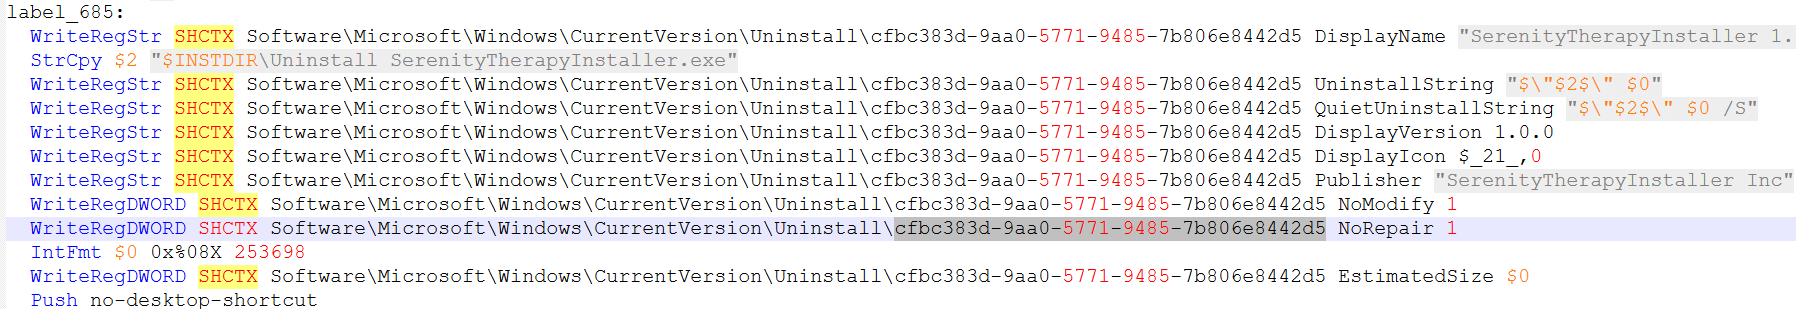 label_685:
WriteRegStr SHCTX Software\Microsoft\Windows\CurrentVersion\Uninstall\cfbc383d-9aa0-5771-9485-7b806e8442d5 DisplayName "SerenityTherapyInstaller 1.
StrCpy $2 "$INSTDIR\Uninstall SerenityTherapyInstaller.exe"
WriteRegStr SHCTX Software\Microsoft\Windows\CurrentVersion\Uninstall\cfbc383d-9aa0-5771-9485-7b806e8442d5 UninstallString "$\"$2$\" $0"
WriteRegStr SHCTX Software\Microsoft\Windows\CurrentVersion\Uninstall\cfbc383d-9aa0-5771-9485-7b806e8442d5 QuietUninstallString "$\"$2$\" $0 /S"
WriteRegStr SHCTX Software\Microsoft\Windows\CurrentVersion\Uninstall\cfbc383d-9aa0-5771-9485-7b806e8442d5 DisplayVersion 1.0.0
WriteRegStr SHCTX Software\Microsoft\Windows\CurrentVersion\Uninstall\cfbc383d-9aa0-5771-9485-7b806e8442d5 DisplayIcon $_21_,0
WriteRegStr SHCTX Software\Microsoft\Windows\CurrentVersion\Uninstall\cfbc383d-9aa0-5771-9485-7b806e8442d5 Publisher "SerenityTherapyInstaller Inc"
WriteRegDWORD SHCTX Software\Microsoft\Windows\CurrentVersion\Uninstall\cfbc383d-9aa0-5771-9485-7b806e8442d5 NoModify 1
WriteRegDWORD SHCTX Software\Microsoft\Windows\CurrentVersion\Uninstall\cfbc383d-9aa0-5771-9485-7b806e8442d5 NoRepair 1
IntFmt $0 0x%08X 253698
WriteRegDWORD SHCTX Software\Microsoft\Windows\CurrentVersion\Uninstall\cfbc383d-9aa0-5771-9485-7b806e8442d5 EstimatedSize $0
Push no-desktop-shortcut